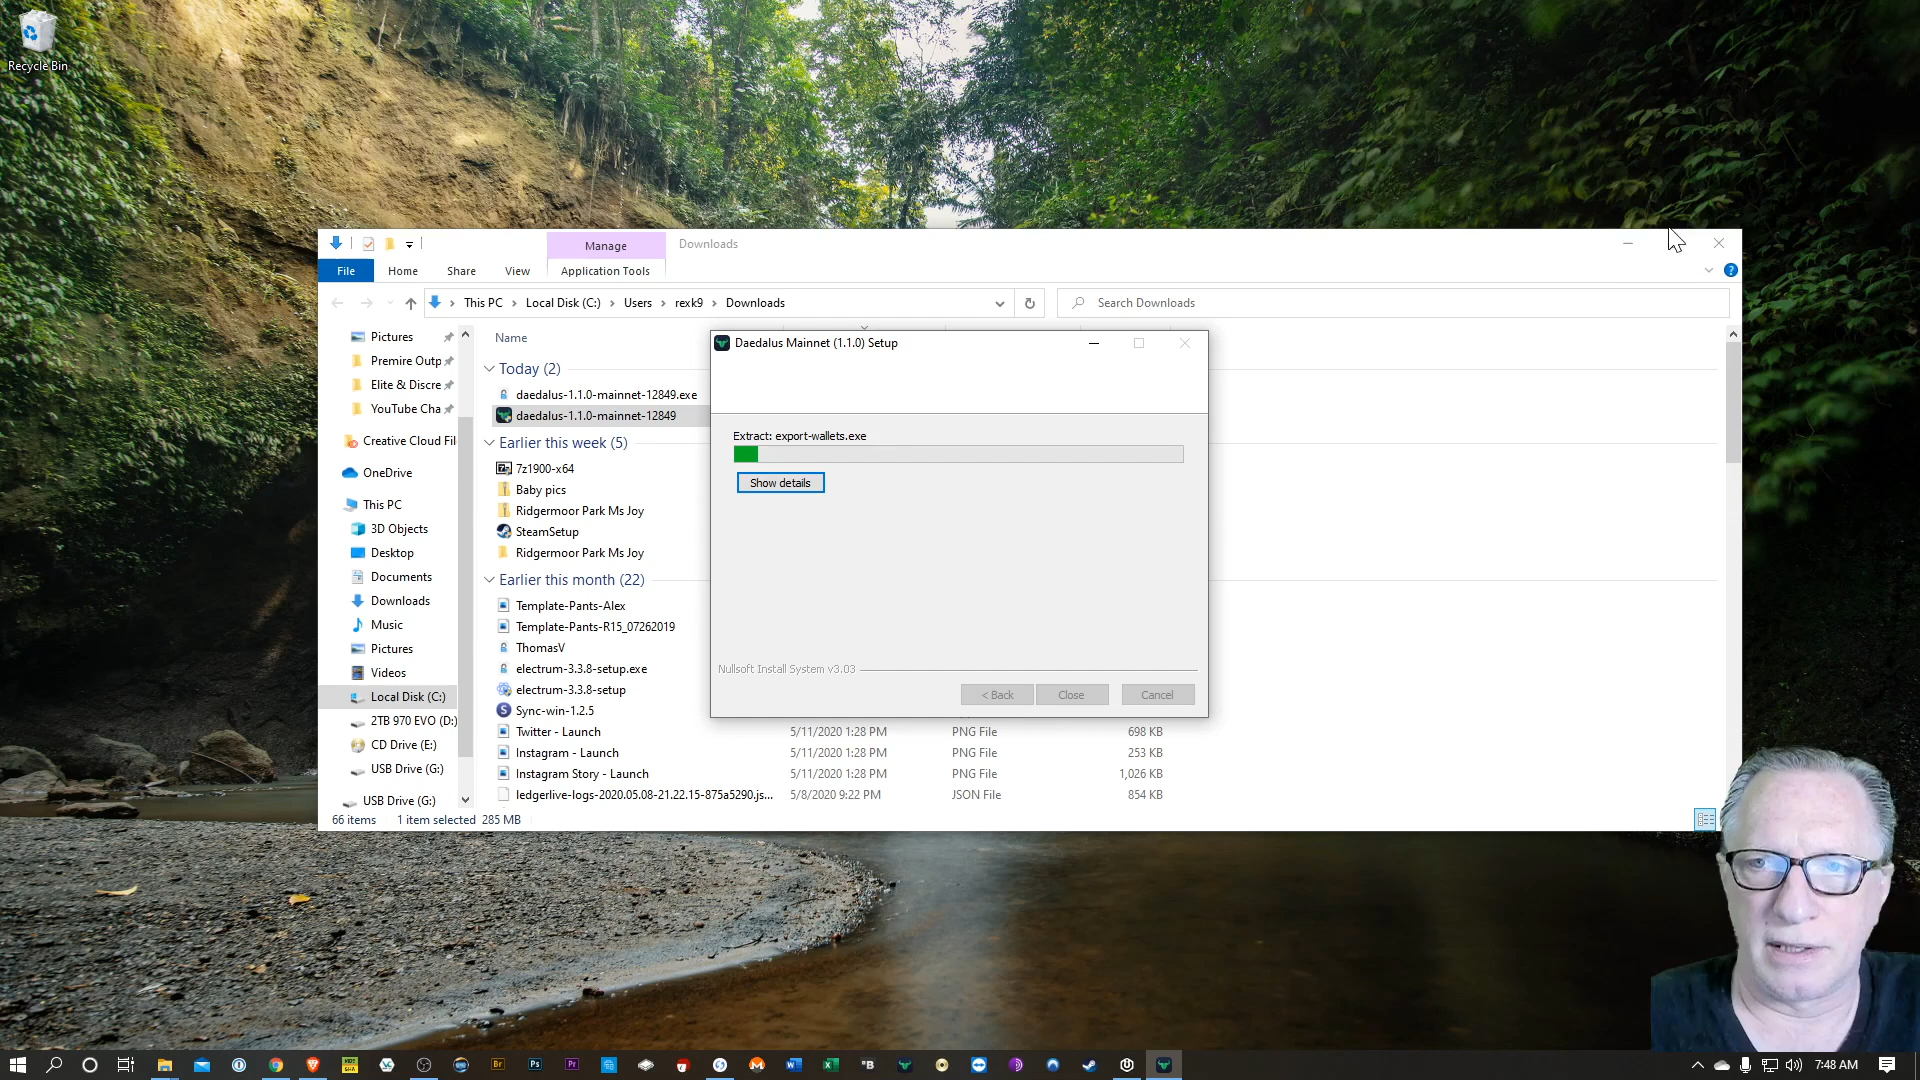 Recycle Bin
Manage
Downloads
File
Home
Share
View
Application Tools
This PC
Local Disk (C:)
Users
rexk9
Downloads
Search Downloads
Pictures
Premire Outp
Elite & Discre
YouTube Cha
Creative Cloud Fil
OneDrive
This PC
3D Objects
Desktop
Documents
Downloads
Music
Pictures
Videos
Local Disk (C:)
2TB 970 EVO (D:)
CD Drive (E:)
USB Drive (G:)
USB Drive (G:)
Name
Today (2)
daedalus-1.1.0-mainnet-12849.exe
daedalus-1.1.0-mainnet-12849
Earlier this week (5)
7z1900-x64
Baby pics
Ridgermoor Park Ms Joy
SteamSetup
Ridgermoor Park Ms Joy
Earlier this month (22)
Template-Pants-Alex
Template-Pants-R15_07262019
ThomasV
electrum-3.3.8-setup.exe
electrum-3.3.8-setup
Sync-win-1.2.5
Twitter - Launch 5/11/2020 1:28 PM PNG File 698 KB
Instagram - Launch 5/11/2020 1:28 PM PNG File 253 KB
Instagram Story - Launch 5/11/2020 1:28 PM PNG File 1,026 KB
ledgerlive-logs-2020.05.08-21.22.15-875a5290.js... 5/8/2020 9:22 PM JSON File 854 KB
66 items 1 item selected 285 MB
Daedalus Mainnet (1.1.0) Setup
Extract: export-wallets.exe
Show details
Nullsoft Install System v3.03
< Back
Close
Cancel
Br
Ps
Pr
7:48 AM